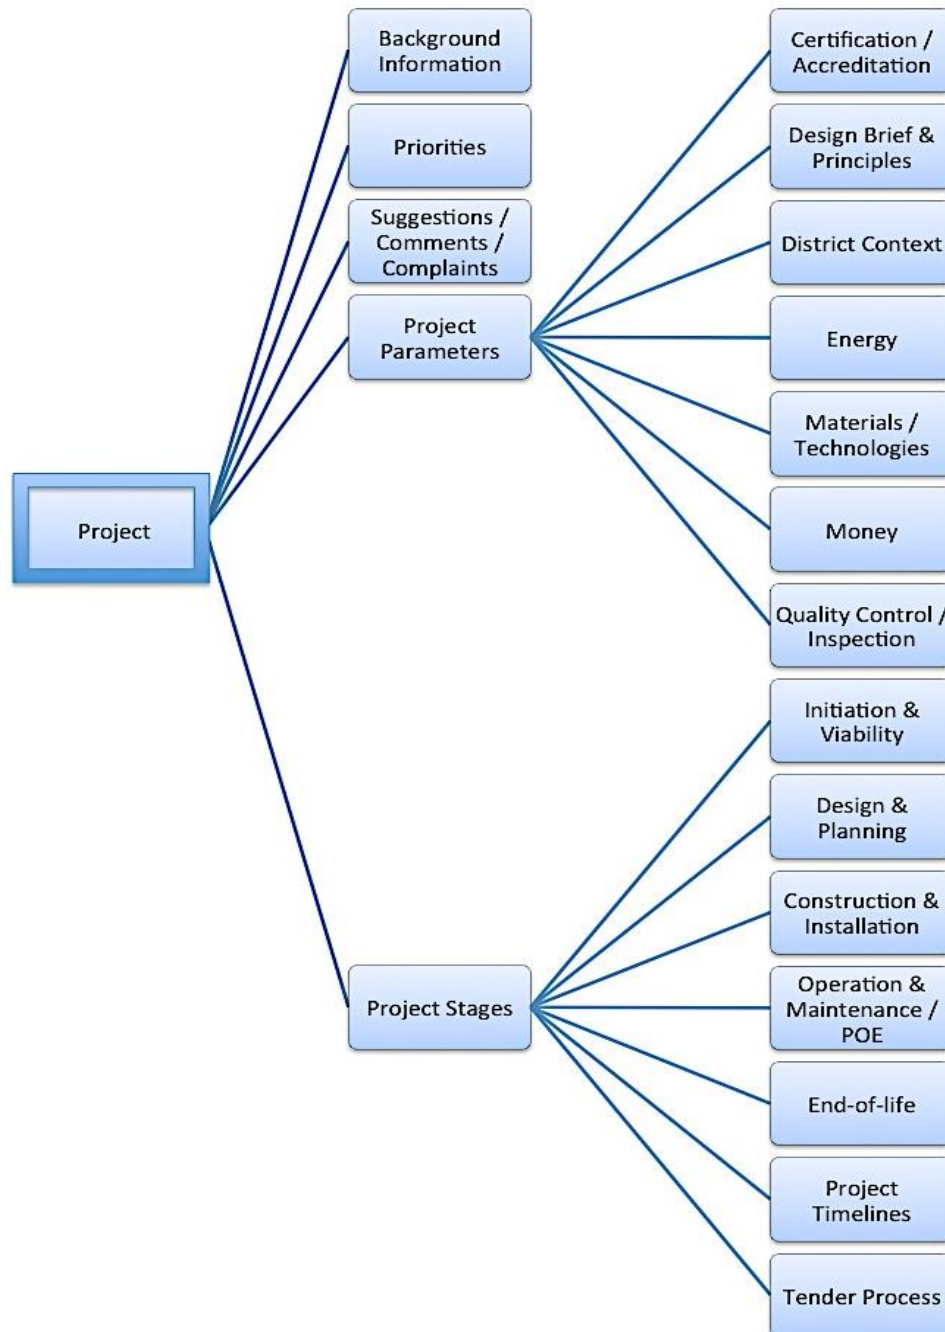 Project
Background
Information
Priorities
Suggestions /
Comments /
Complaints
Project
Parameters
Certification /
Accreditation
Design Brief &
Principles
District Context
Energy
Materials /
Technologies
Money
Quality Control /
Inspection
Project Stages
Initiation &
Viability
Design &
Planning
Construction &
Installation
Operation &
Maintenance /
POE
End-of-life
Project
Timelines
Tender Process